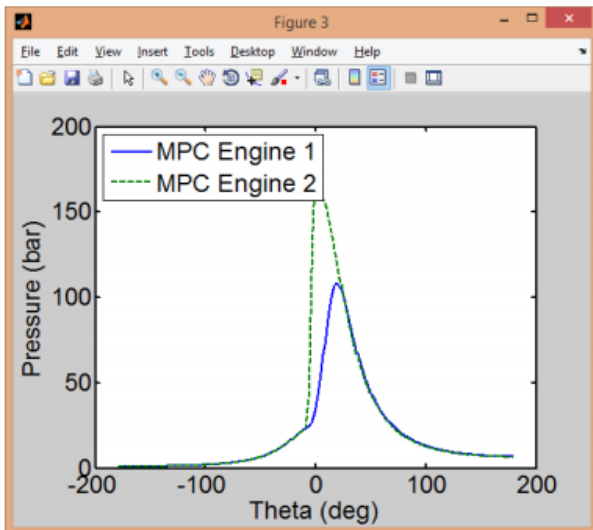 Figure 3
File Edit View Insert Tools Desktop Window Help
200
MPC Engine 1
MPC Engine 2
150
100
50
0
Pressure (bar)
-200 -100 0 100 200
Theta (deg)